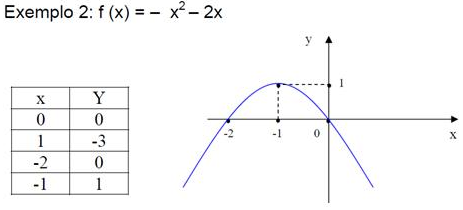 Exemplo 2: f (x) = – x² – 2x
x Y
0 0
1 -3
-2 0
-1 1
y
1
-2 -1 0 x